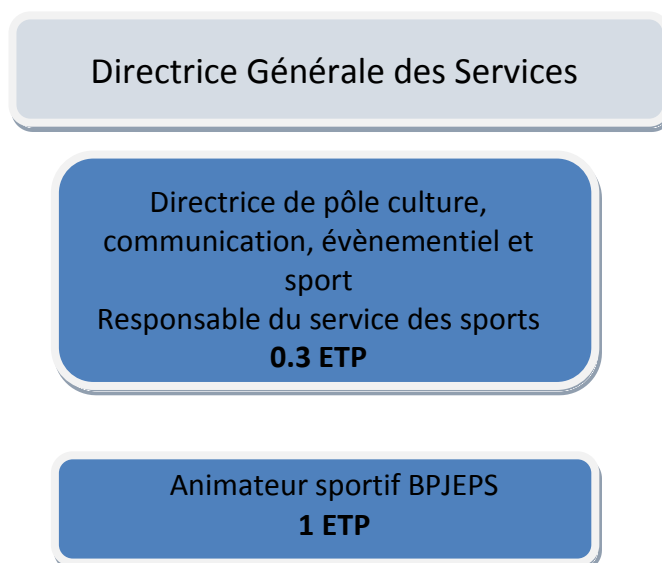 Directrice Générale des Services
Directrice de pôle culture,
communication, évènementiel et
sport
Responsable du service des sports
0.3 ETP
Animateur sportif BPJEPS
1 ETP